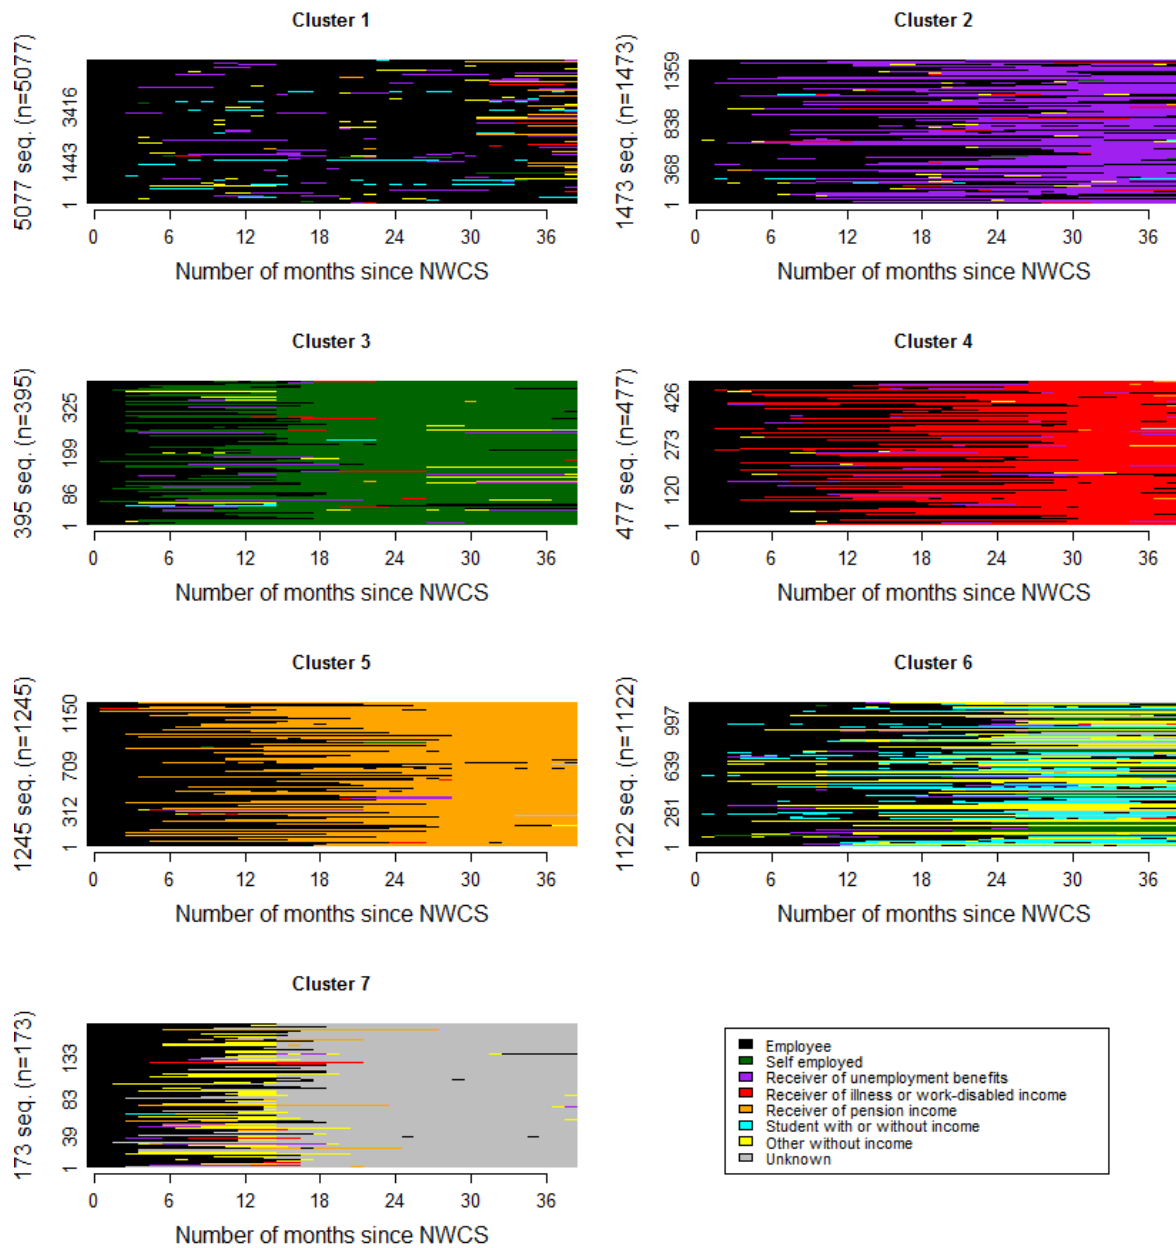 Cluster 1
5077 seq. (n=5077)
1 1443 3416
0 6 12 18 24 30 36
Number of months since NWCS
Cluster 2
1473 seq. (n=1473)
1 368 838 1359
0 6 12 18 24 30 36
Number of months since NWCS
Cluster 3
395 seq. (n=395)
1 86 199 325
0 6 12 18 24 30 36
Number of months since NWCS
Cluster 4
477 seq. (n=477)
1 120 273 426
0 6 12 18 24 30 36
Number of months since NWCS
Cluster 5
1245 seq. (n=1245)
1 312 709 1150
0 6 12 18 24 30 36
Number of months since NWCS
Cluster 6
1122 seq. (n=1122)
1 281 639 997
0 6 12 18 24 30 36
Number of months since NWCS
Cluster 7
173 seq. (n=173)
1 39 83 133
0 6 12 18 24 30 36
Number of months since NWCS
Employee
Self employed
Receiver of unemployment benefits
Receiver of illness or work-disabled income
Receiver of pension income
Student with or without income
Other without income
Unknown